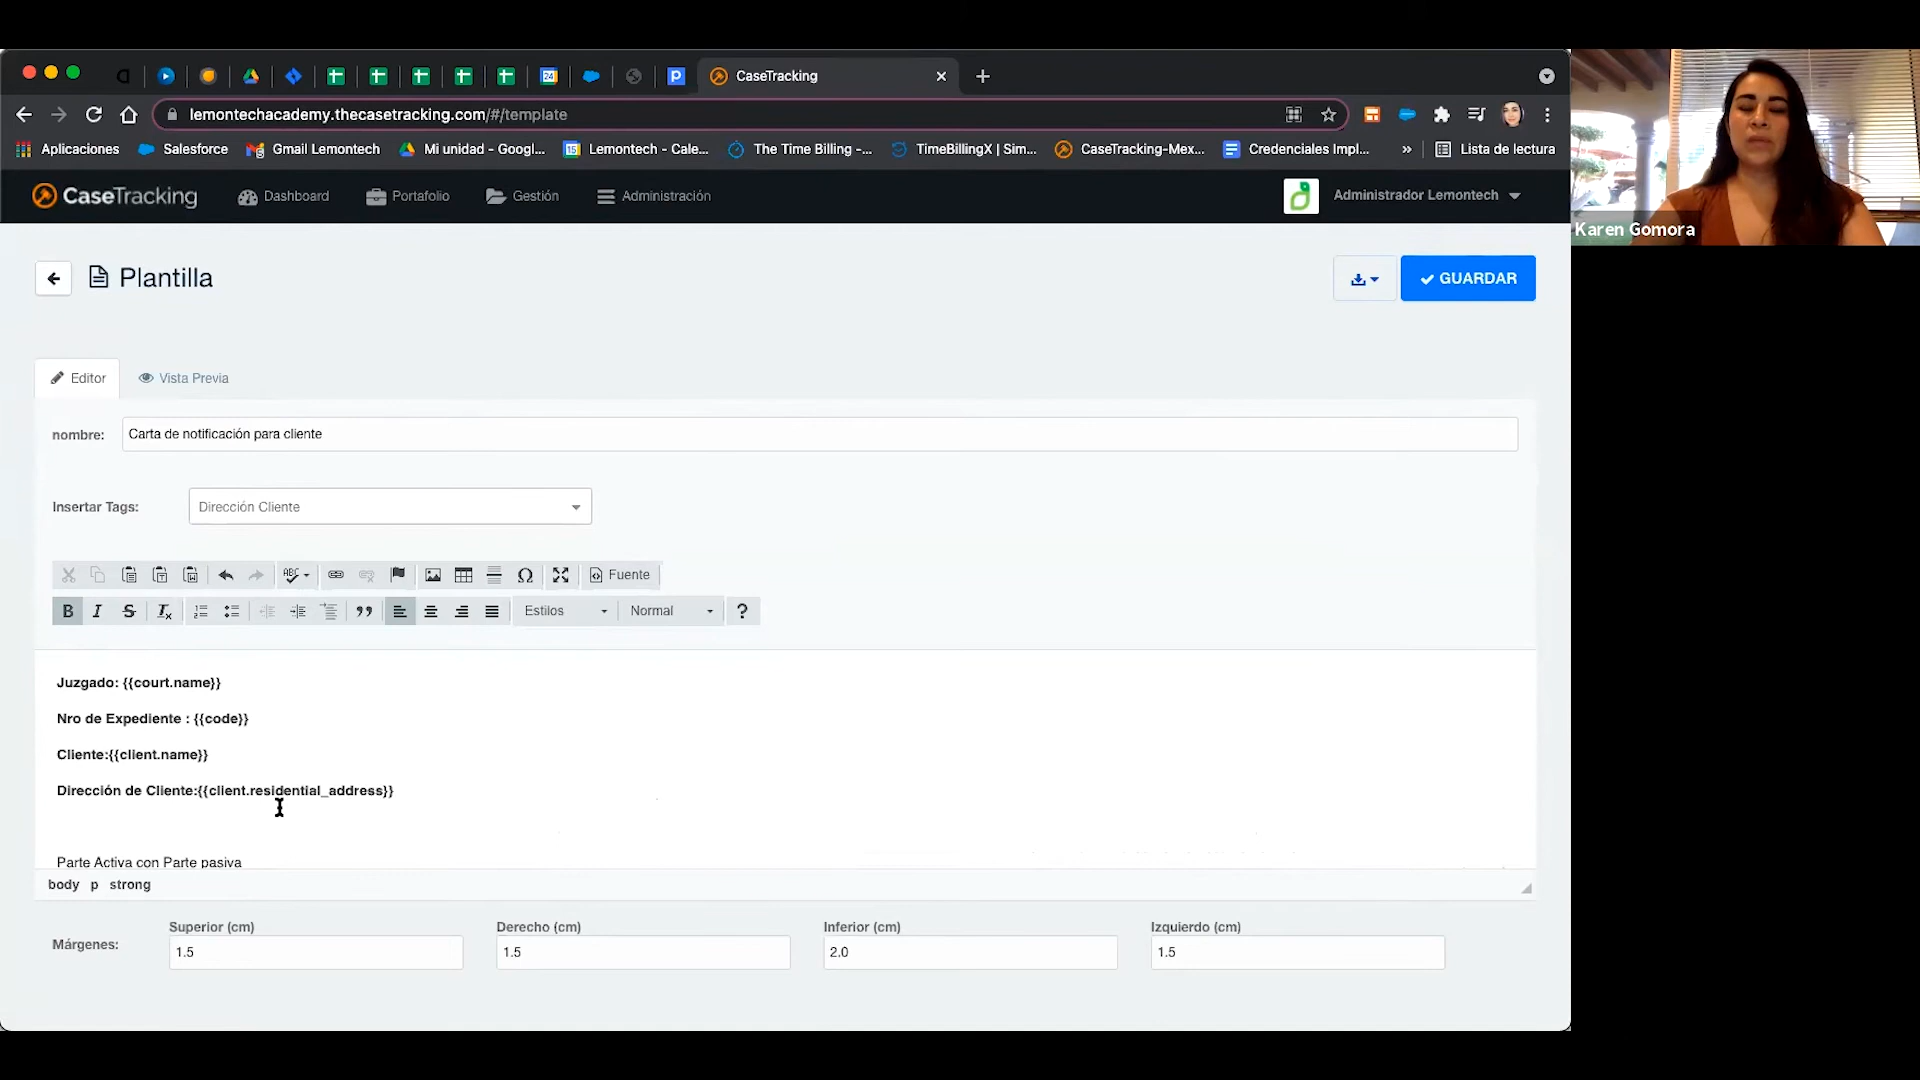 CaseTracking
lemontechacademy.thecasetracking.com/#/template
Aplicaciones
Salesforce
Gmail Lemontech
Mi unidad - Googl...
Lemontech - Cale...
The Time Billing -...
TimeBillingX | Sim...
CaseTracking-Mex...
Credenciales Impl...
»
Lista de lectura
CaseTracking
Dashboard
Portafolio
Gestión
Administración
Administrador Lemontech
Karen Gomora
Plantilla
GUARDAR
Editor
Vista Previa
nombre:
Carta de notificación para cliente
Insertar Tags:
Dirección Cliente
Fuente
Estilos
Normal
?
Juzgado: {{court.name}}
Nro de Expediente : {{code}}
Cliente:{{client.name}}
Dirección de Cliente:{{client.residential_address}}
Parte Activa con Parte pasiva
body p strong
Márgenes:
Superior (cm)
1.5
Derecho (cm)
1.5
Inferior (cm)
2.0
Izquierdo (cm)
1.5